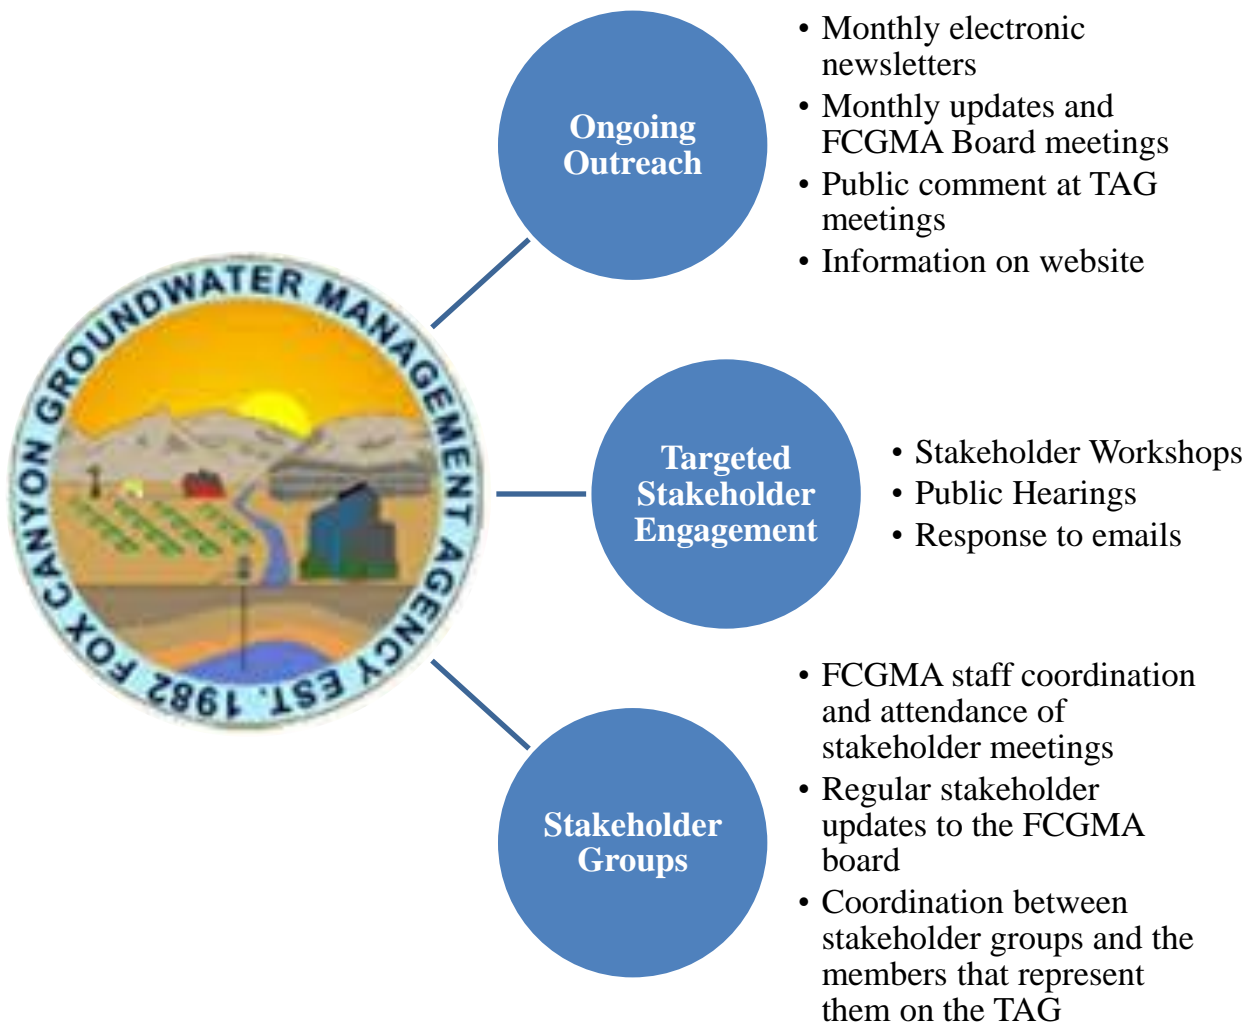 FOX CANYON GROUNDWATER MANAGEMENT AGENCY EST. 1982
Ongoing
Outreach
• Monthly electronic
newsletters
• Monthly updates and
FCGMA Board meetings
• Public comment at TAG
meetings
• Information on website
Targeted
Stakeholder
Engagement
• Stakeholder Workshops
• Public Hearings
• Response to emails
Stakeholder
Groups
• FCGMA staff coordination
and attendance of
stakeholder meetings
• Regular stakeholder
updates to the FCGMA
board
• Coordination between
stakeholder groups and the
members that represent
them on the TAG